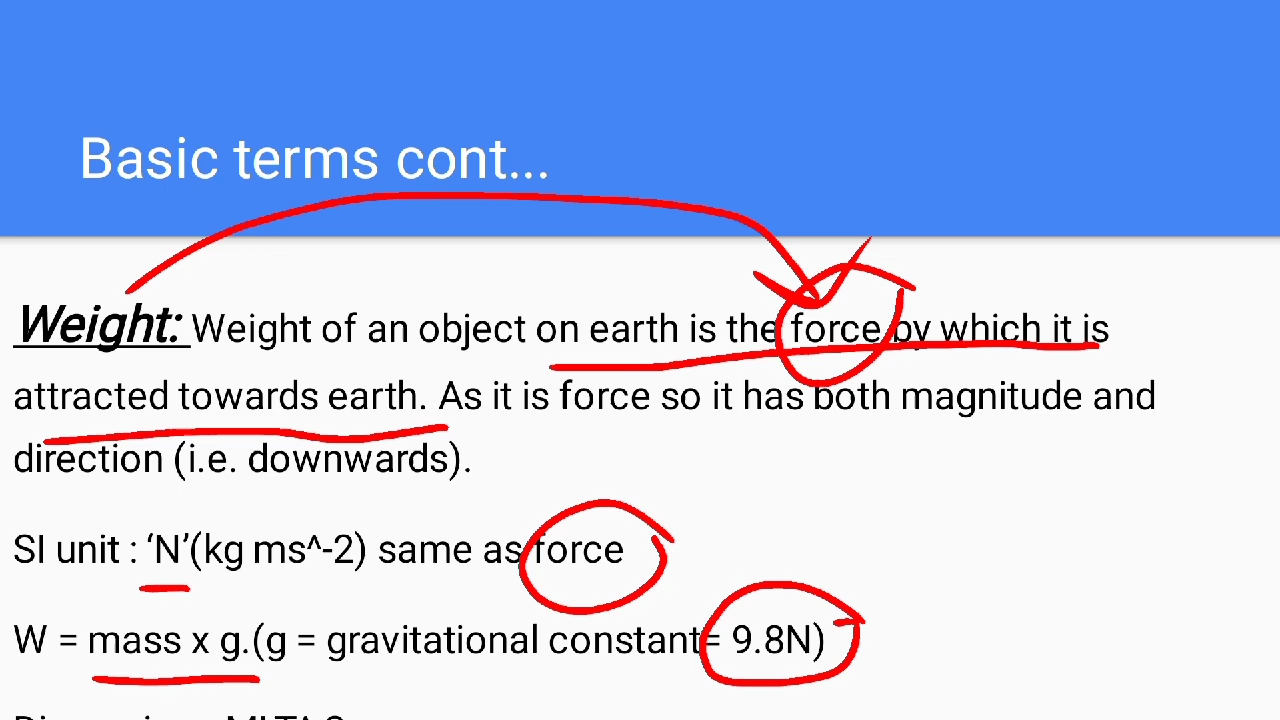 Basic terms cont...
Weight: Weight of an object on earth is the force by which it is
attracted towards earth. As it is force so it has both magnitude and
direction (i.e. downwards).
SI unit : ‘N’(kg ms^-2) same as force
W = mass x g.(g = gravitational constant= 9.8N)